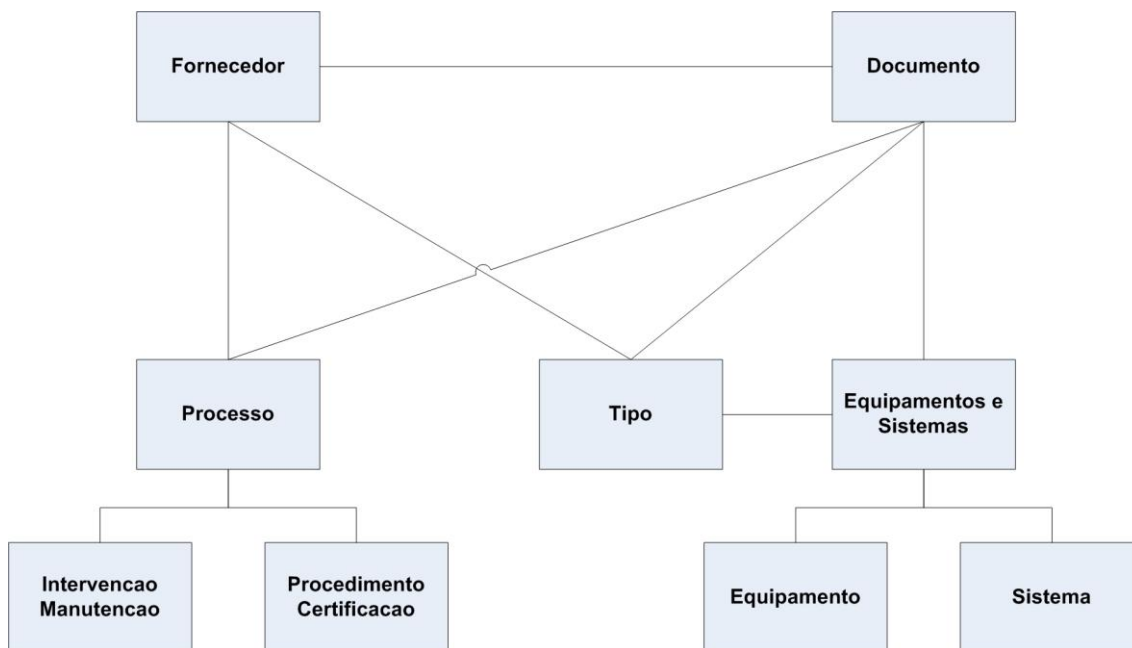 Fornecedor
Documento
Processo
Tipo
Equipamentos e
Sistemas
Intervencao
Manutencao
Procedimento
Certificacao
Equipamento
Sistema